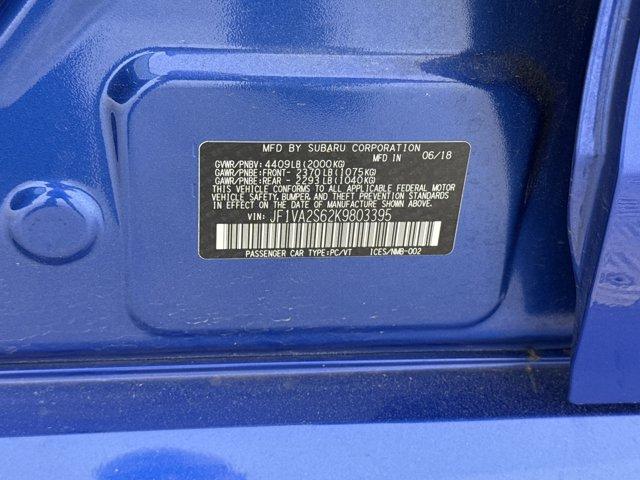 MFD BY SUBARU CORPORATION
GVWR/PNBV: 4409LB(2000KG) MFD IN 06/18
GAWR/PNBE:FRONT- 2370LB(1075KG)
GAWR/PNBE:REAR - 2293LB(1040KG)
THIS VEHICLE CONFORMS TO ALL APPLICABLE FEDERAL MOTOR
VEHICLE SAFETY, BUMPER, AND THEFT PREVENTION STANDARDS
IN EFFECT ON THE DATE OF MANUFACTURE SHOWN ABOVE.
VIN: JF1VA2S62K9803395
PASSENGER CAR TYPE:PC/VT ICES/NMB-002